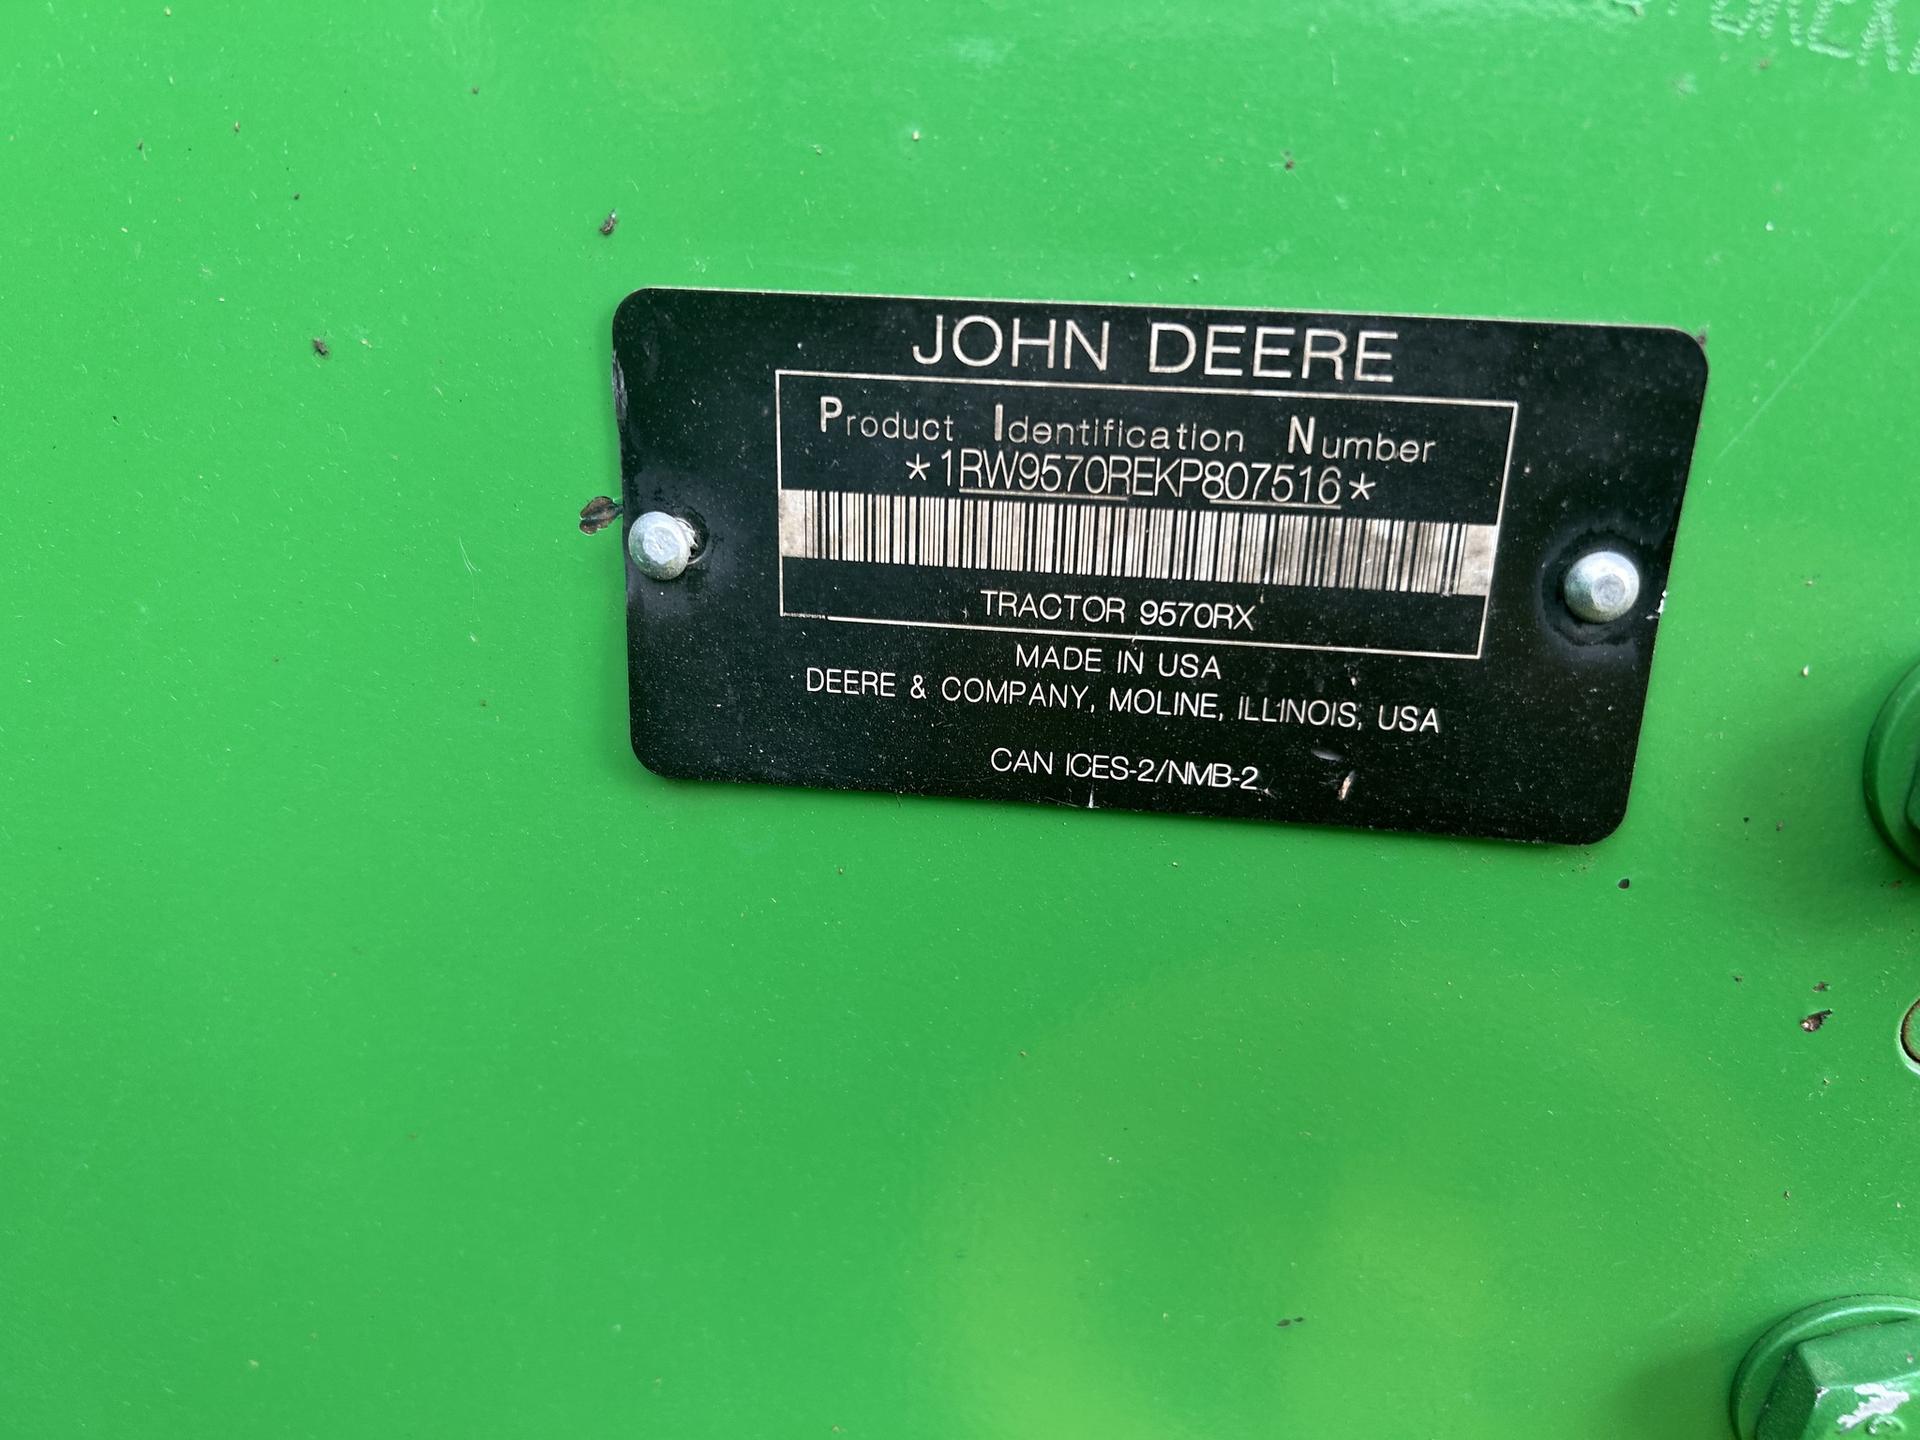 JOHN DEERE
Product Identification Number
*1RW9570REKP807516*
TRACTOR 9570RX
MADE IN USA
DEERE & COMPANY, MOLINE, ILLINOIS, USA
CAN ICES-2/NMB-2